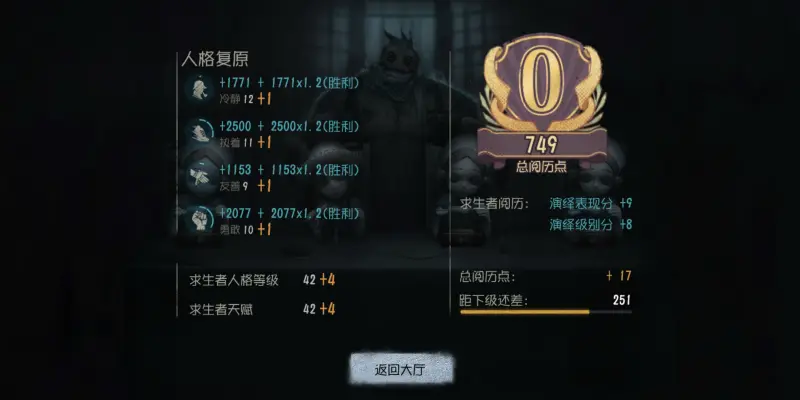 人格复原
+1771 + 1771x1.2(胜利)
冷静 12 +1
+2500 + 2500x1.2(胜利)
执着 11 +1
+1153 + 1153x1.2(胜利)
友善 9 +1
+2077 + 2077x1.2(胜利)
勇敢 10 +1
求生者人格等级 42 +4
求生者天赋 42 +4
0
749
总阅历点
求生者阅历: 演绎表现分 +9
演绎级别分 +8
总阅历点: + 17
距下级还差: 251
返回大厅